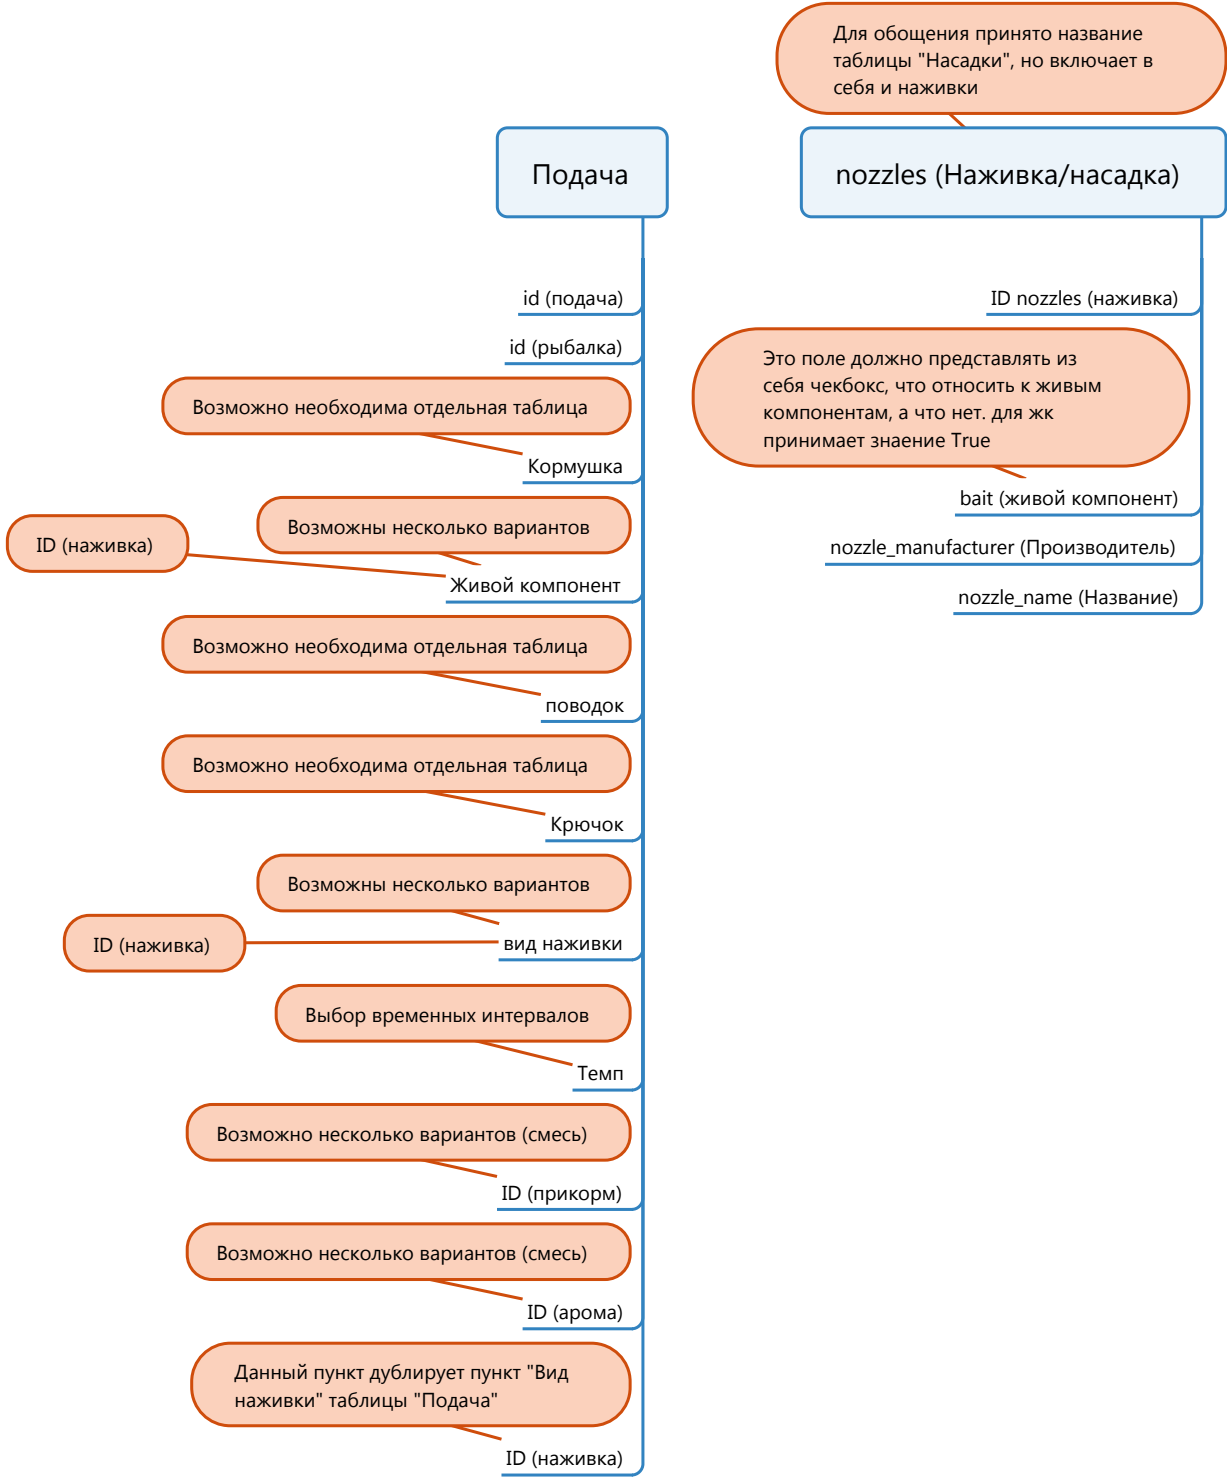 Для обощения принято название
таблицы "Насадки", но включает в
себя и наживки
Подача
nozzles (Наживка/насадка)
id (подача)
id (рыбалка)
Возможно необходима отдельная таблица
Кормушка
Возможны несколько вариантов
ID (наживка)
Живой компонент
Возможно необходима отдельная таблица
поводок
Возможно необходима отдельная таблица
Крючок
Возможны несколько вариантов
ID (наживка)
вид наживки
Выбор временных интервалов
Темп
Возможно несколько вариантов (смесь)
ID (прикорм)
Возможно несколько вариантов (смесь)
ID (арома)
Данный пункт дублирует пункт "Вид
наживки" таблицы "Подача"
ID (наживка)
ID nozzles (наживка)
Это поле должно представлять из
себя чекбокс, что относить к живым
компонентам, а что нет. для жк
принимает знаение True
bait (живой компонент)
nozzle_manufacturer (Производитель)
nozzle_name (Название)